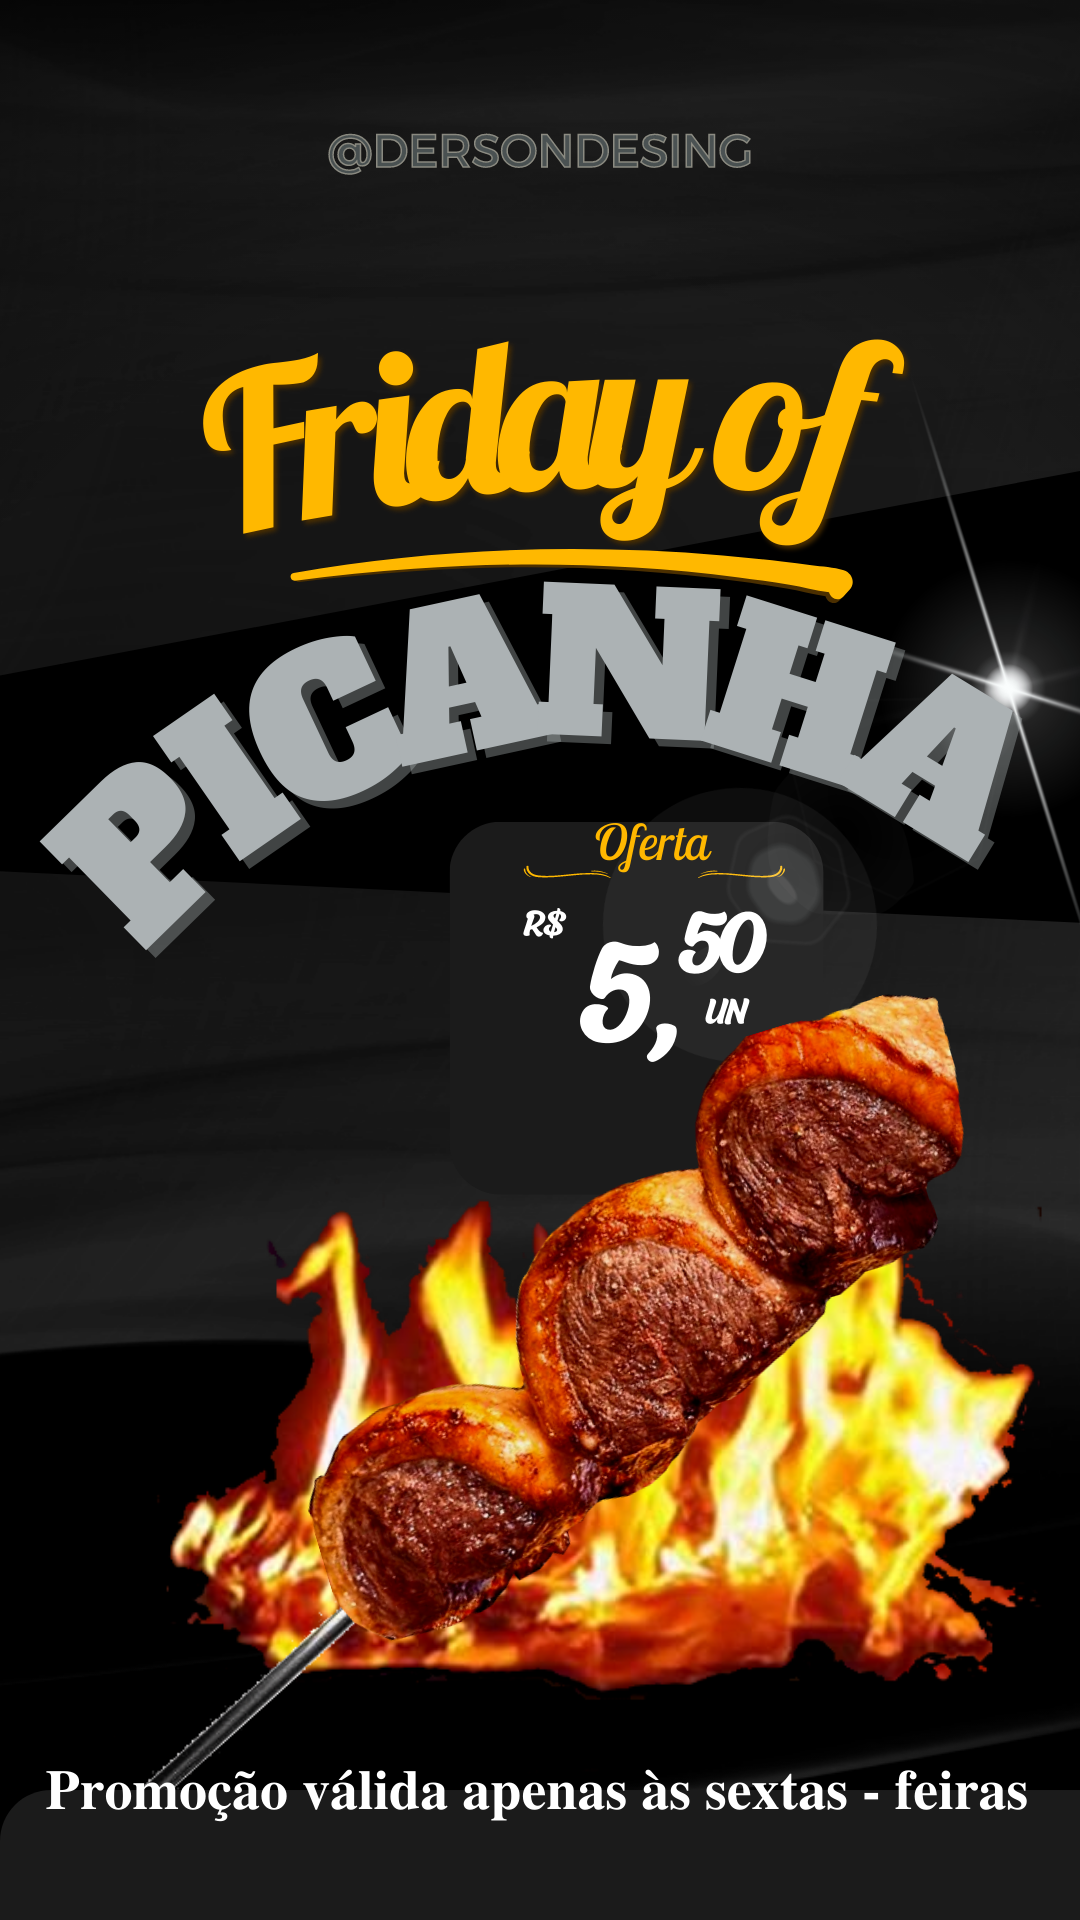 @DERSONDESING
Friday of
PICANHA
Oferta
R$ 5,50
UN
Promoção válida apenas às sextas - feiras